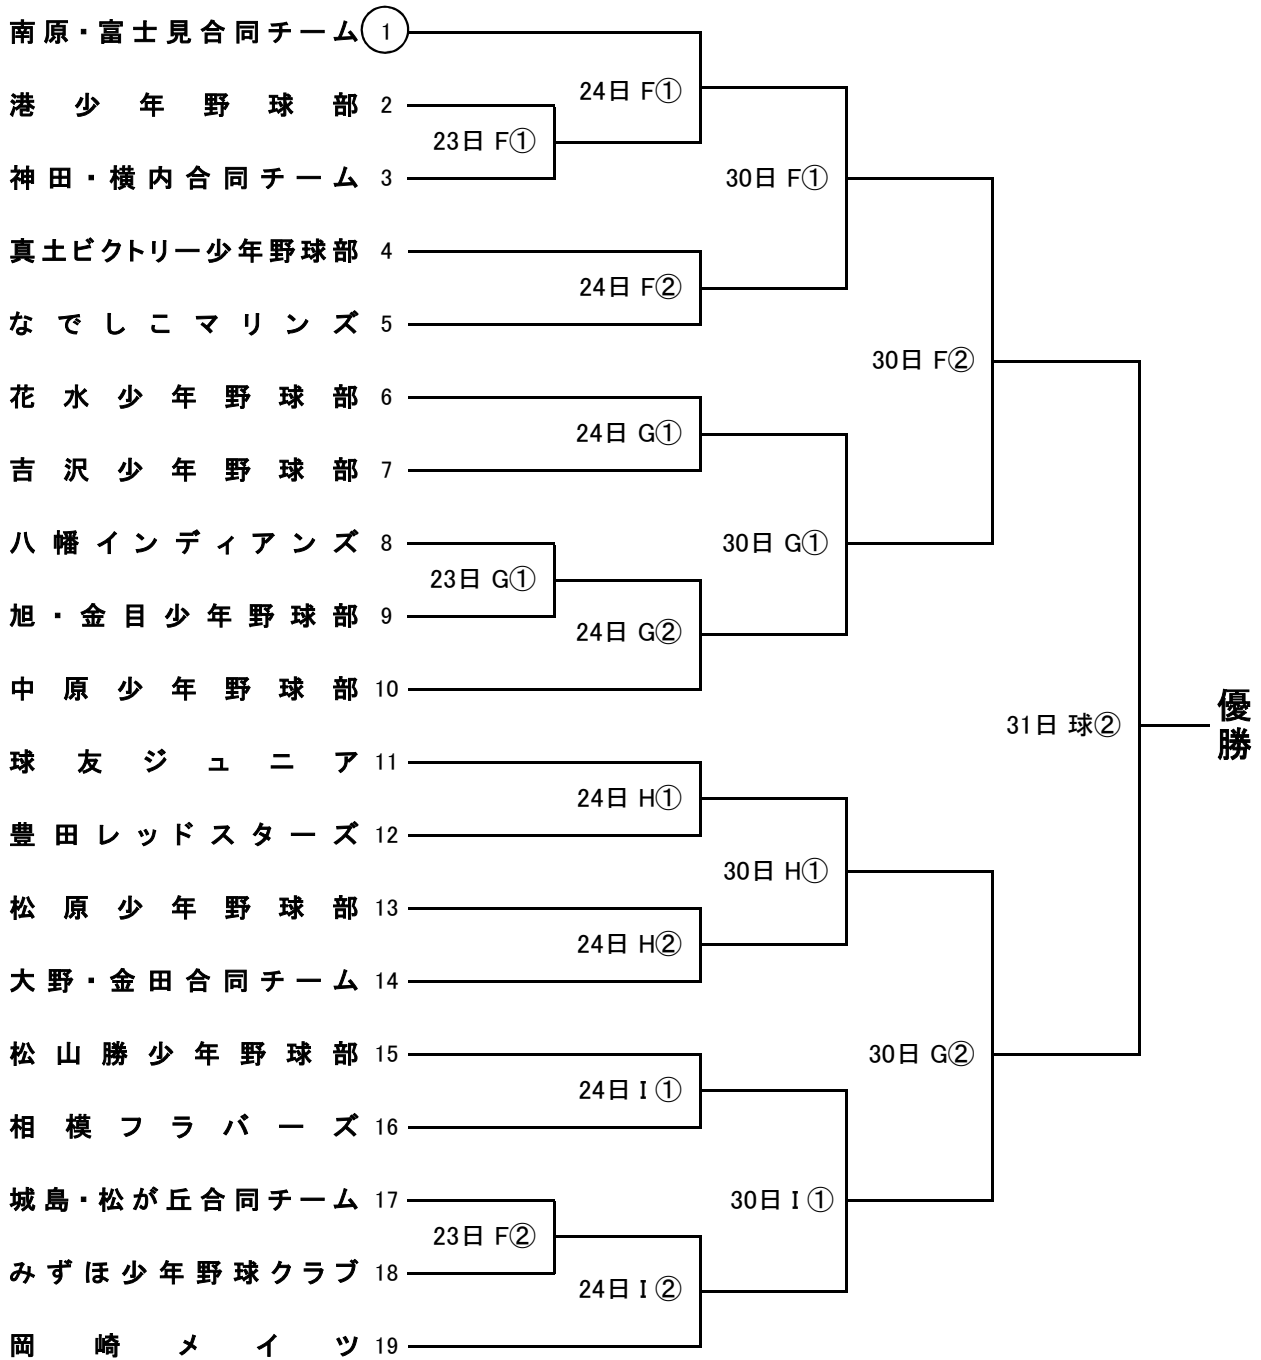 南原・富士見合同チーム 1
24日 F①
港少年野球部 2
23日 F①
神田・横内合同チーム 3
30日 F①
真土ビクトリー少年野球部 4
24日 F②
なでしこマリンズ 5
30日 F②
花水少年野球部 6
24日 G①
吉沢少年野球部 7
八幡インディアンズ 8
30日 G①
23日 G①
旭・金目少年野球部 9
24日 G②
中原少年野球部 10
31日 球②
優勝
球友ジュニア 11
24日 H①
豊田レッドスターズ 12
30日 H①
松原少年野球部 13
24日 H②
大野・金田合同チーム 14
松山勝少年野球部 15
30日 G②
24日 I ①
相模フラバーズ 16
城島・松が丘合同チーム 17
30日 I ①
23日 F②
みずほ少年野球クラブ 18
24日 I ②
岡崎メイツ 19